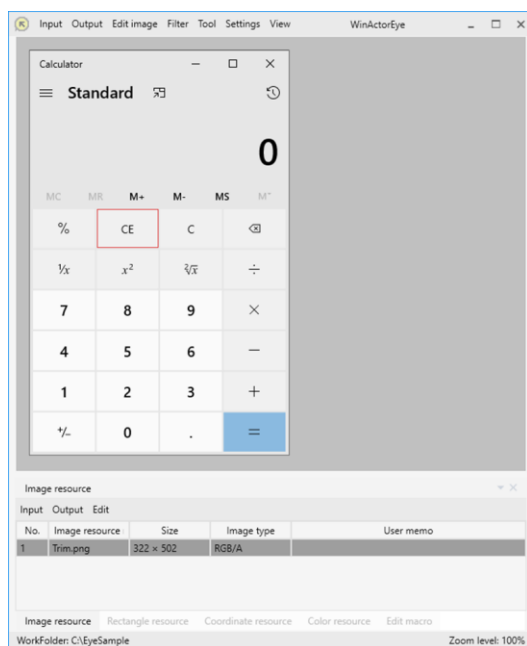 Input Output Edit image Filter Tool Settings View WinActorEye
Calculator
Standard
0
MC MR M+ M- MS M˅
% CE C
¹/x x² ²√x ÷
7 8 9 ×
4 5 6 −
1 2 3 +
+/− 0 . =
Image resource
Input Output Edit
No. Image resource Size Image type User memo
1 Trim.png 322 × 502 RGB/A
Image resource Rectangle resource Coordinate resource Color resource Edit macro
WorkFolder: C:\EyeSample Zoom level: 100%